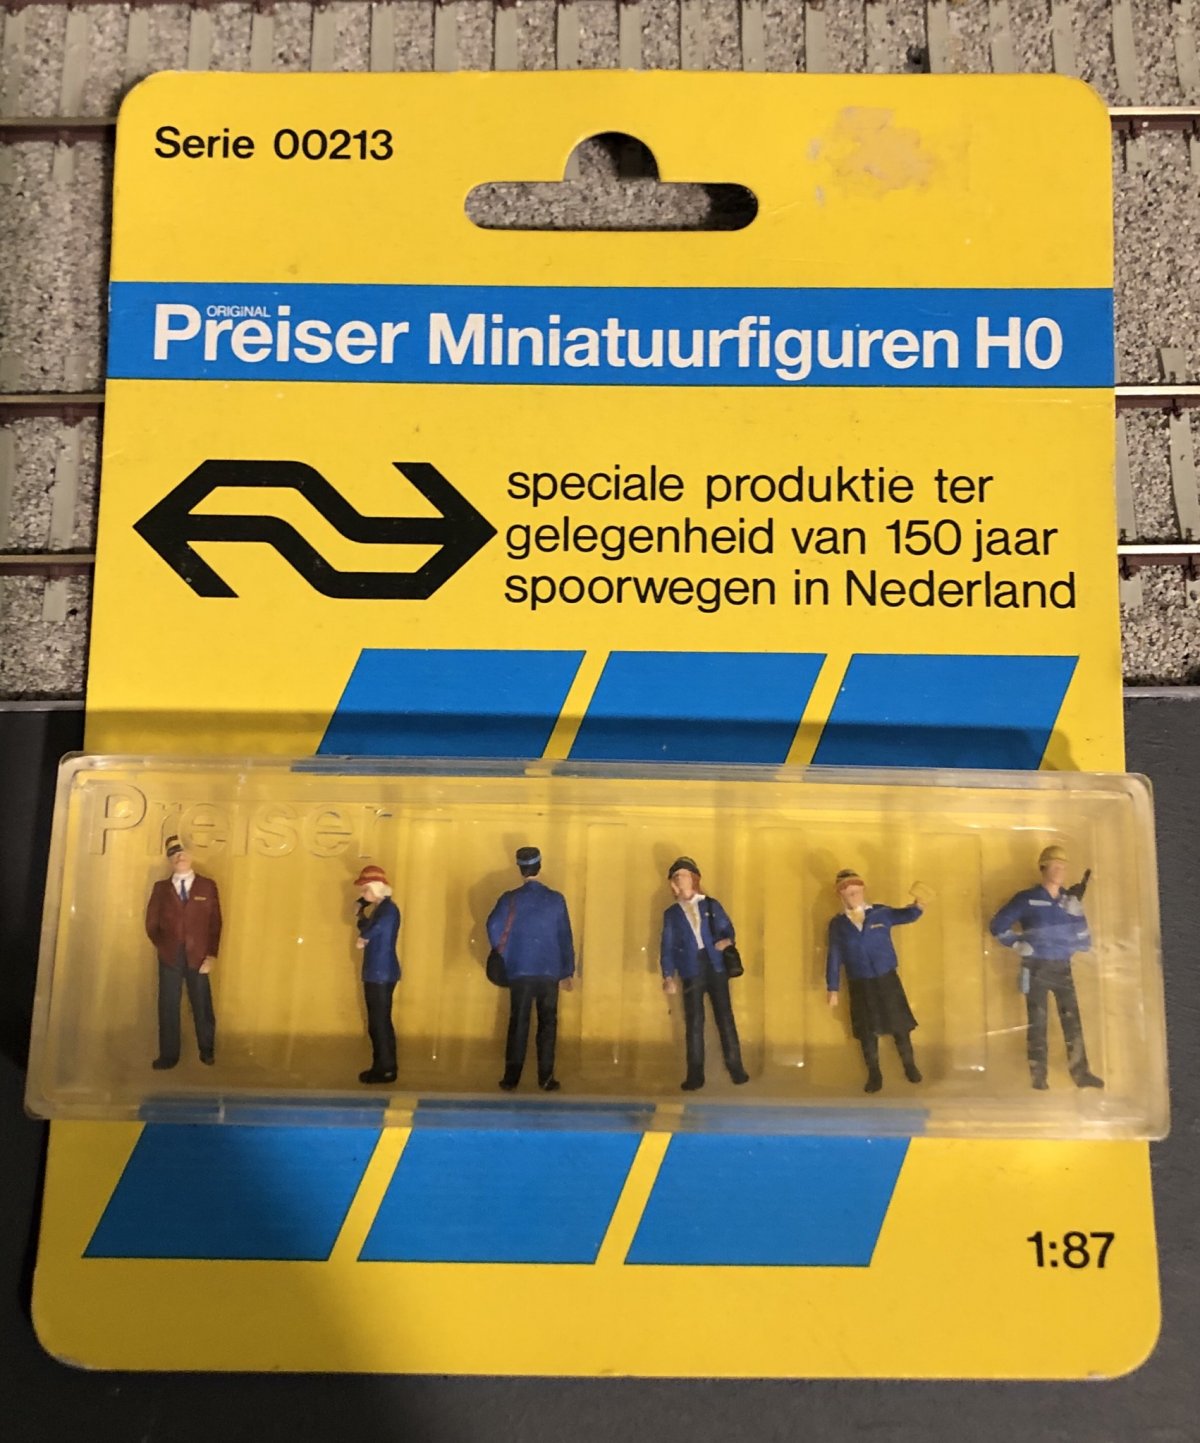 Serie 00213
ORIGINAL
Preiser Miniatuurfiguren H0
speciale produktie ter
gelegenheid van 150 jaar
spoorwegen in Nederland
Preiser
1:87